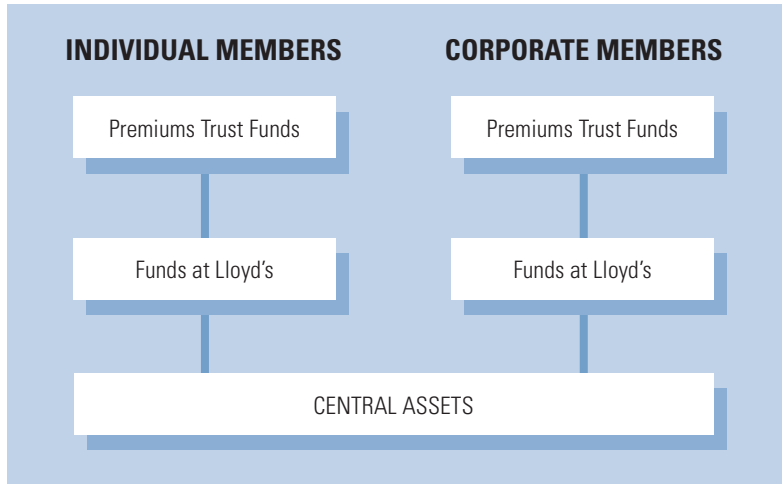 INDIVIDUAL MEMBERS
CORPORATE MEMBERS
Premiums Trust Funds
Premiums Trust Funds
Funds at Lloyd’s
Funds at Lloyd’s
CENTRAL ASSETS